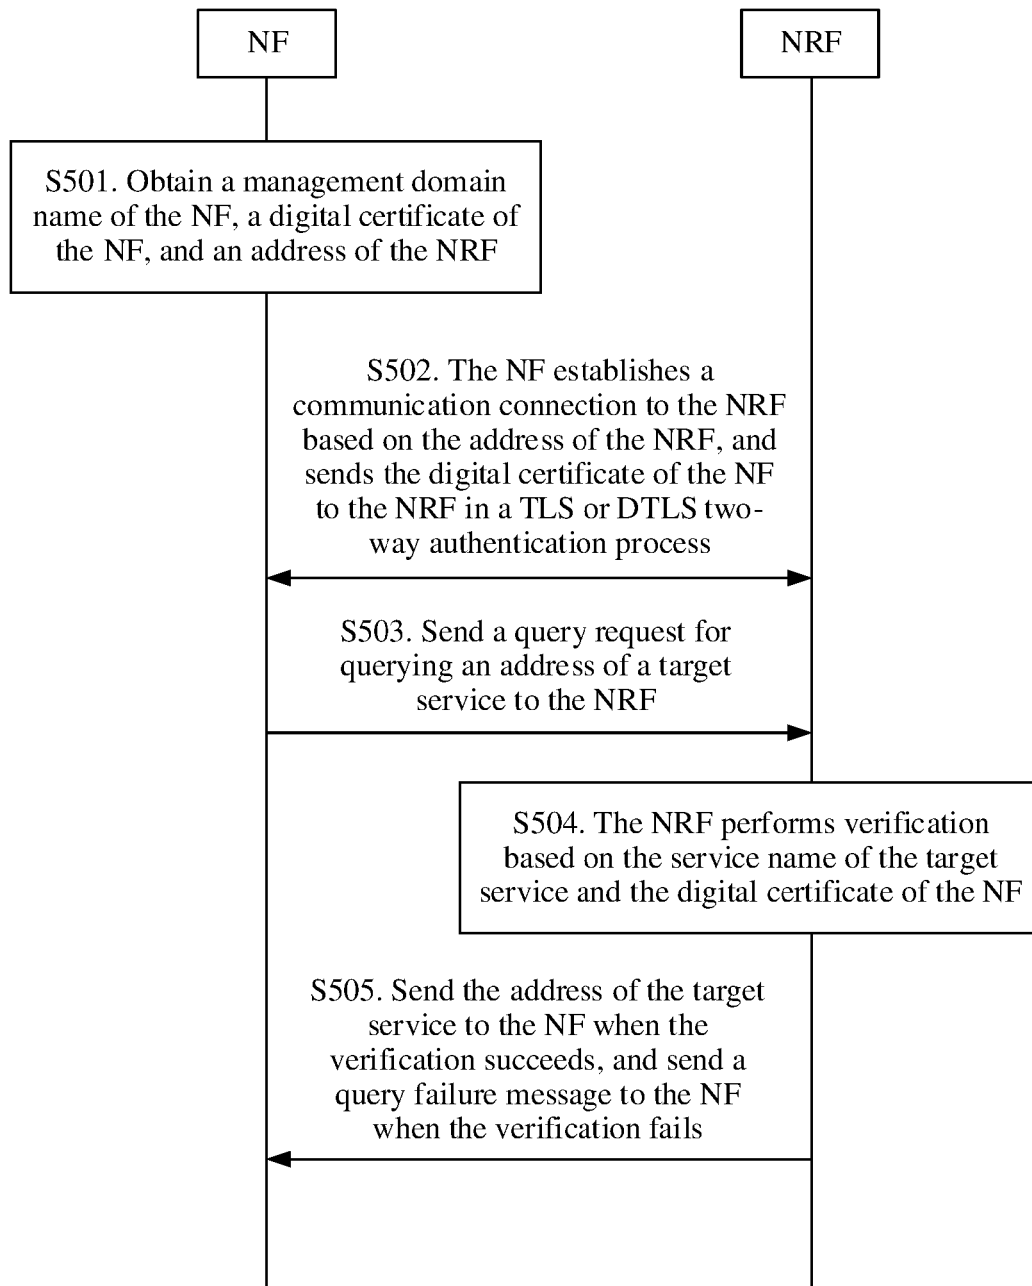 NF
NRF
S501. Obtain a management domain
name of the NF, a digital certificate of
the NF, and an address of the NRF
S502. The NF establishes a
communication connection to the NRF
based on the address of the NRF, and
sends the digital certificate of the NF
to the NRF in a TLS or DTLS two-
way authentication process
S503. Send a query request for
querying an address of a target
service to the NRF
S504. The NRF performs verification
based on the service name of the target
service and the digital certificate of the NF
S505. Send the address of the target
service to the NF when the
verification succeeds, and send a
query failure message to the NF
when the verification fails